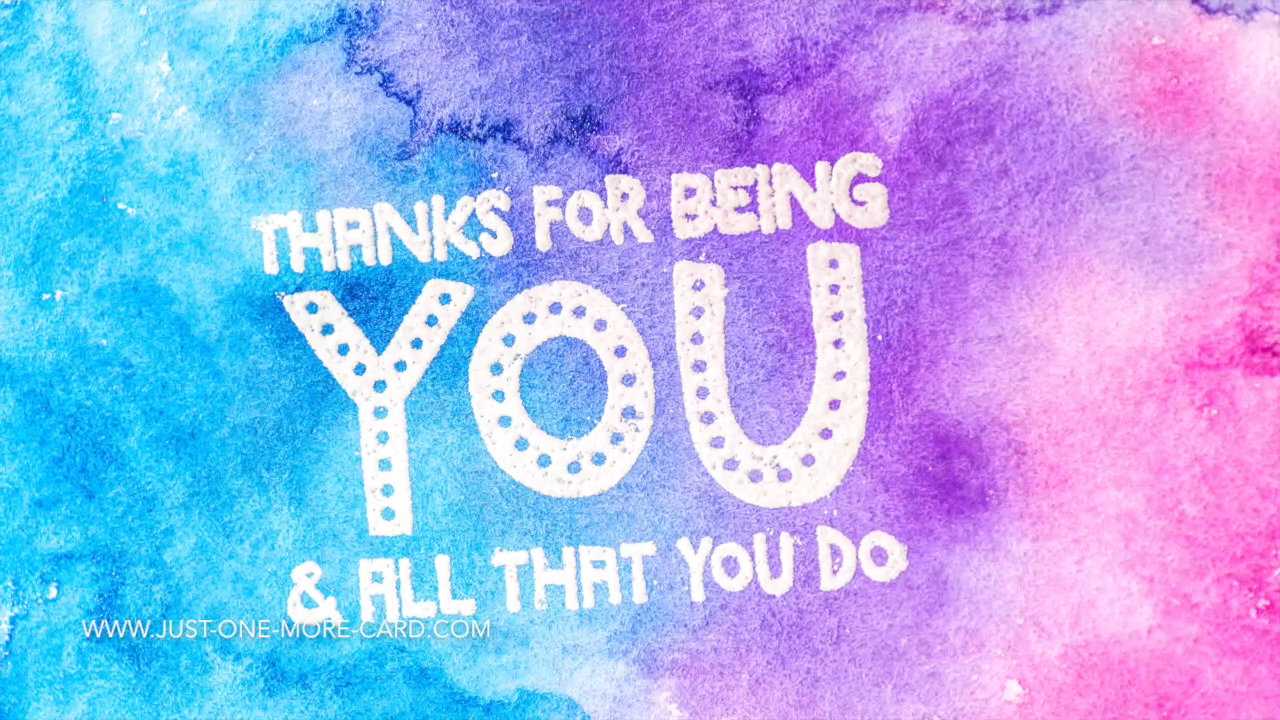 THANKS FOR BEING
YOU
& ALL THAT YOU DO
WWW.JUST-ONE-MORE-CARD.COM